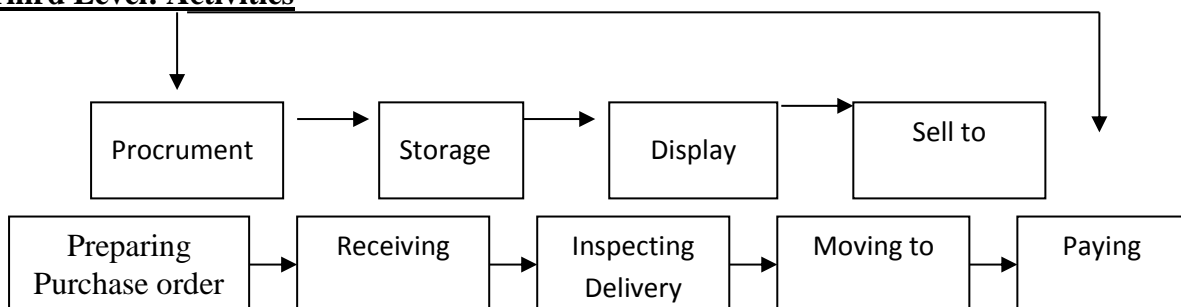 Third Level: Activities
Procrument
Storage
Display
Sell to
Preparing
Purchase order
Receiving
Inspecting
Delivery
Moving to
Paying